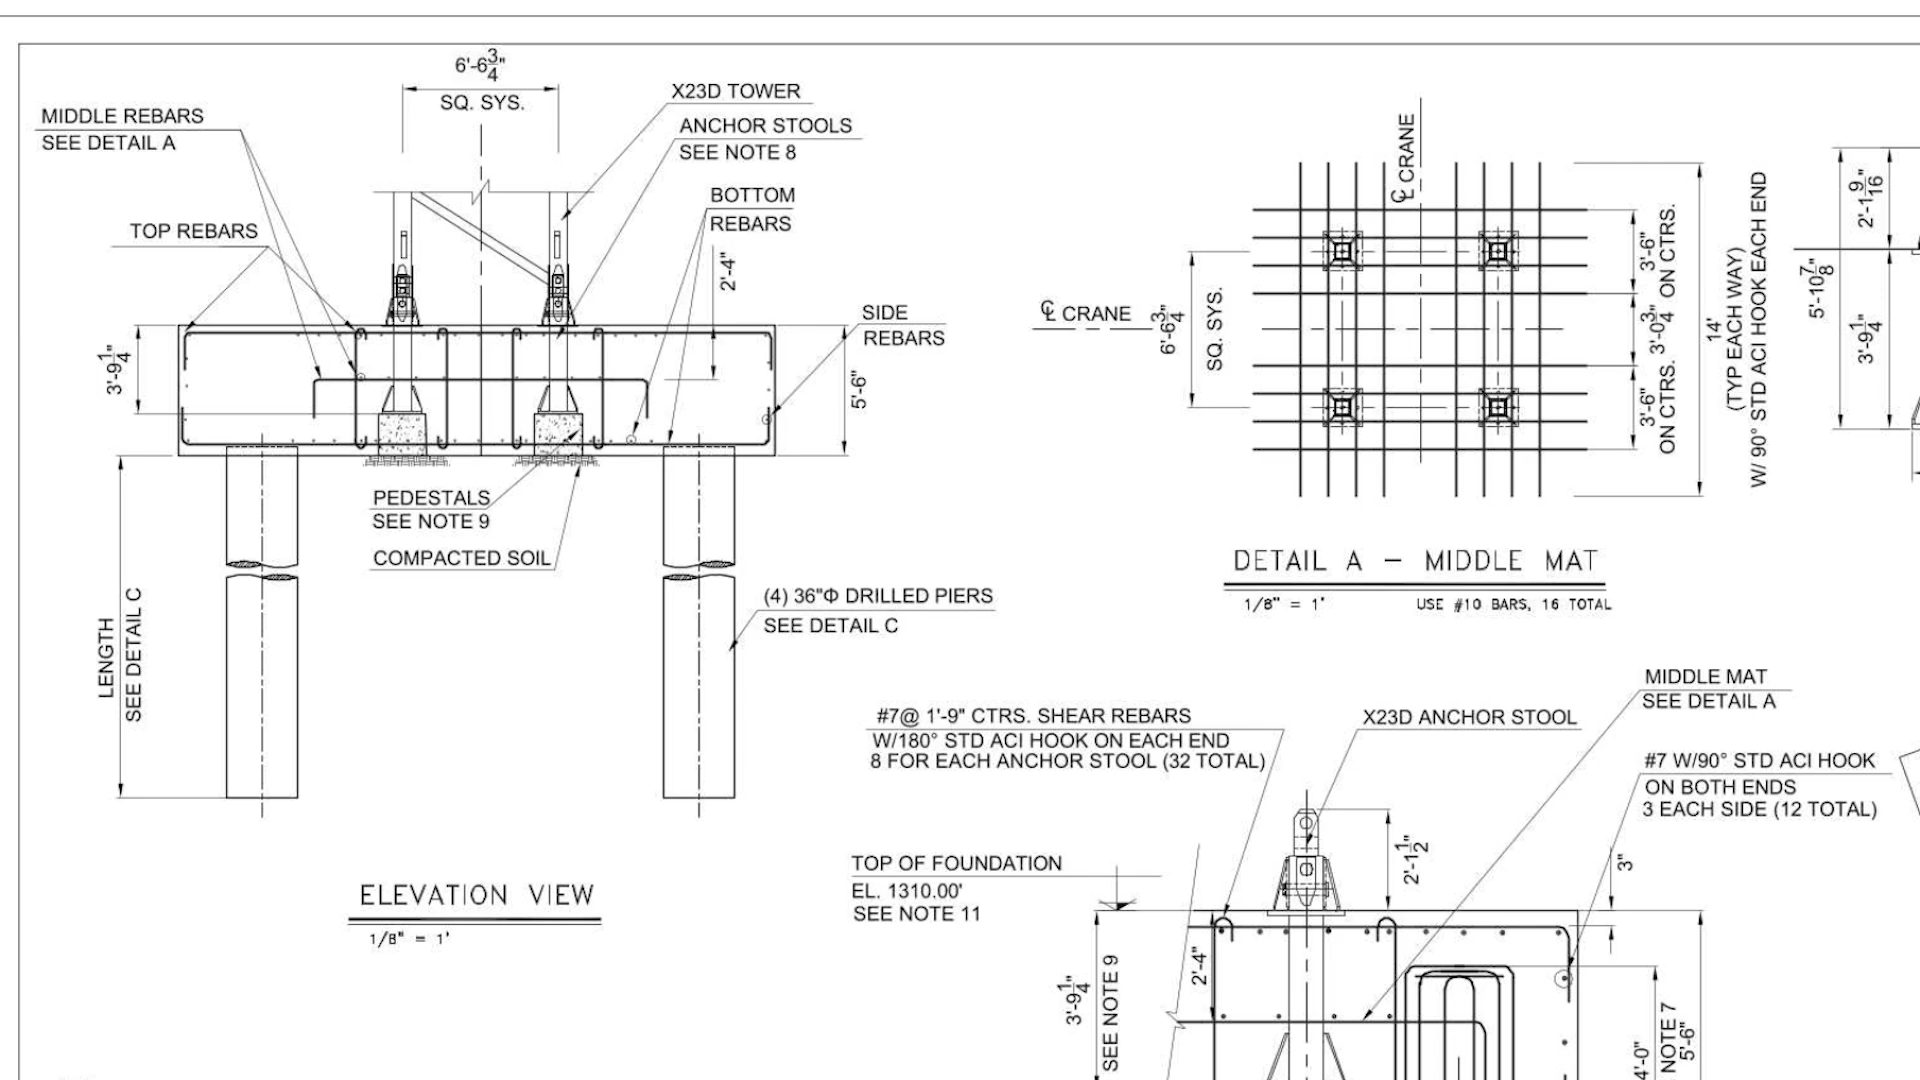 6'-6 3/4"
SQ. SYS.
MIDDLE REBARS
SEE DETAIL A
X23D TOWER
ANCHOR STOOLS
SEE NOTE 8
BOTTOM
REBARS
TOP REBARS
2'-4"
SIDE
REBARS
3'-9 1/4"
5'-6"
PEDESTALS
SEE NOTE 9
COMPACTED SOIL
(4) 36"Φ DRILLED PIERS
SEE DETAIL C
LENGTH
SEE DETAIL C
ELEVATION VIEW
1/8" = 1'
℄ CRANE
℄ CRANE
6'-6 3/4"
SQ. SYS.
3'-6"
ON CTRS.
3'-0 3/4"
3'-6"
ON CTRS.
14'
(TYP EACH WAY)
W/ 90° STD ACI HOOK EACH END
DETAIL A - MIDDLE MAT
1/8" = 1'
USE #10 BARS, 16 TOTAL
2'-1 9/16"
5'-10 7/8"
3'-9 1/4"
#7@ 1'-9" CTRS. SHEAR REBARS
W/180° STD ACI HOOK ON EACH END
8 FOR EACH ANCHOR STOOL (32 TOTAL)
X23D ANCHOR STOOL
MIDDLE MAT
SEE DETAIL A
#7 W/90° STD ACI HOOK
ON BOTH ENDS
3 EACH SIDE (12 TOTAL)
TOP OF FOUNDATION
EL. 1310.00'
SEE NOTE 11
2'-1 1/2"
3"
2'-4"
3'-9 1/4"
SEE NOTE 9
4'-0"
NOTE 7
5'-6"